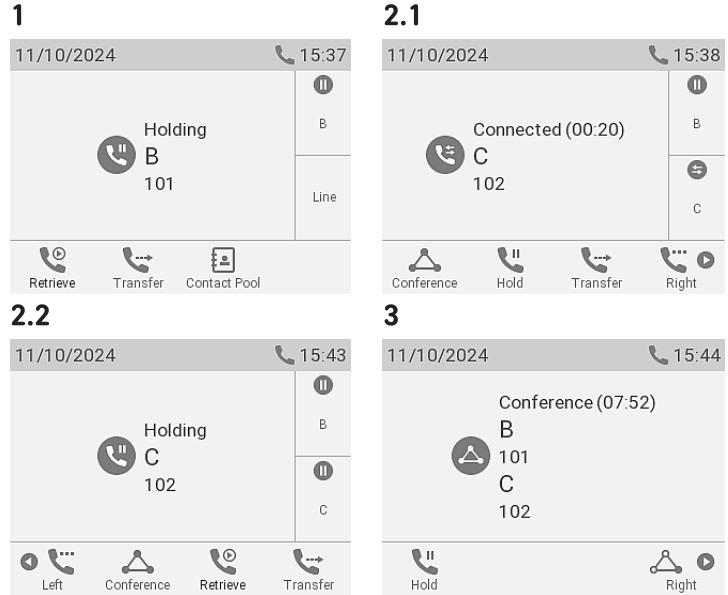 1
11/10/2024 15:37
Holding
B
101
B
Line
Retrieve Transfer Contact Pool
2.1
11/10/2024 15:38
Connected (00:20)
C
102
B
C
Conference Hold Transfer Right
2.2
11/10/2024 15:43
Holding
C
102
B
C
Left Conference Retrieve Transfer
3
11/10/2024 15:44
Conference (07:52)
B
101
C
102
Hold Right